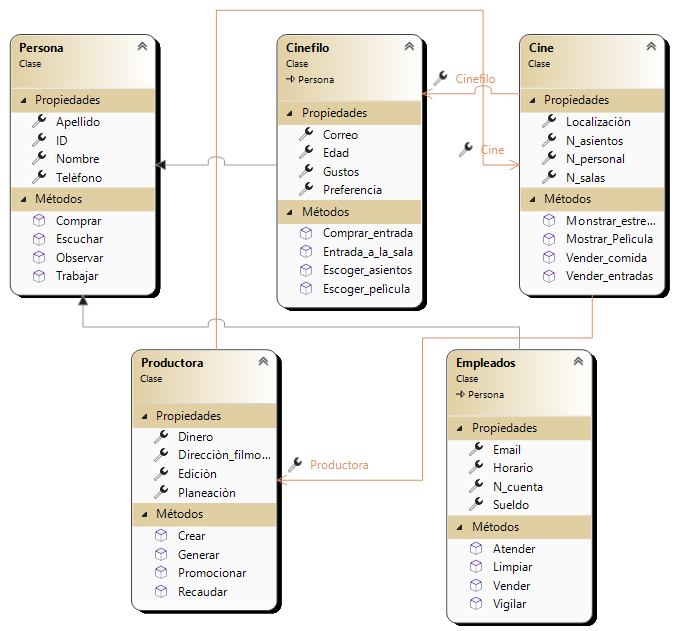 Persona
Clase
Propiedades
Apellido
ID
Nombre
Telèfono
Métodos
Comprar
Escuchar
Observar
Trabajar
Cinefilo
Clase
Persona
Propiedades
Correo
Edad
Gustos
Preferencia
Métodos
Comprar_entrada
Entrada_a_la_sala
Escoger_asientos
Escoger_pelìcula
Cinefilo
Cine
Cine
Clase
Propiedades
Localizaciòn
N_asientos
N_personal
N_salas
Métodos
Monstrar_estre...
Mostrar_Pelìcula
Vender_comida
Vender_entradas
Productora
Clase
Propiedades
Dinero
Direcciòn_filmo...
Ediciòn
Planeaciòn
Métodos
Crear
Generar
Promocionar
Recaudar
Productora
Empleados
Clase
Persona
Propiedades
Email
Horario
N_cuenta
Sueldo
Métodos
Atender
Limpiar
Vender
Vigilar